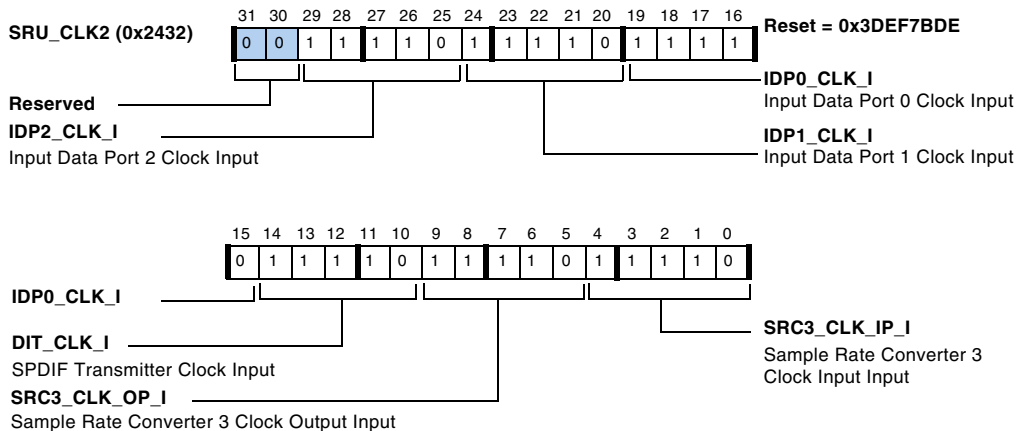 31 30 29 28 27 26 25 24 23 22 21 20 19 18 17 16
SRU_CLK2 (0x2432)
0 0 1 1 1 1 0 1 1 1 1 0 1 1 1 1
Reset = 0x3DEF7BDE
IDP0_CLK_I
Input Data Port 0 Clock Input
Reserved
IDP2_CLK_I
Input Data Port 2 Clock Input
IDP1_CLK_I
Input Data Port 1 Clock Input
15 14 13 12 11 10 9 8 7 6 5 4 3 2 1 0
0 1 1 1 1 0 1 1 1 1 0 1 1 1 1 0
IDP0_CLK_I
DIT_CLK_I
SPDIF Transmitter Clock Input
SRC3_CLK_OP_I
Sample Rate Converter 3 Clock Output Input
SRC3_CLK_IP_I
Sample Rate Converter 3
Clock Input Input